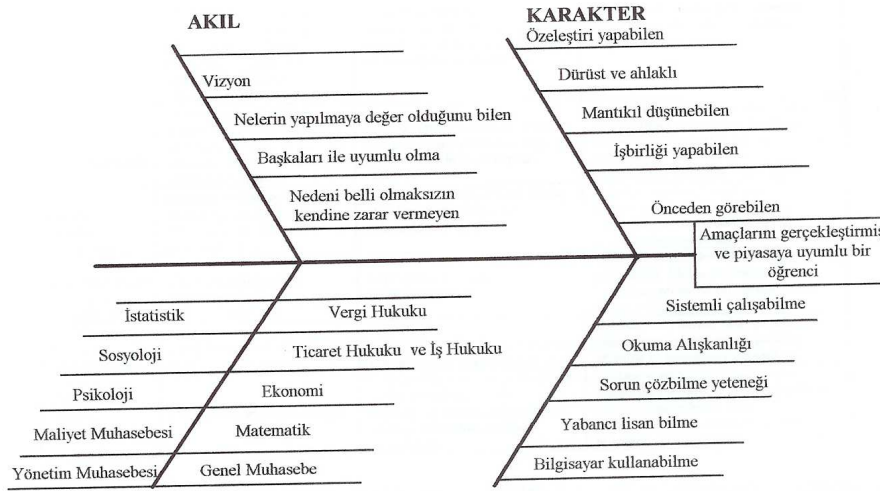 AKIL
Vizyon
Nelerin yapılmaya değer olduğunu bilen
Başkaları ile uyumlu olma
Nedeni belli olmaksızın
kendine zarar vermeyen
KARAKTER
Özeleştiri yapabilen
Dürüst ve ahlaklı
Mantıkıl düşünebilen
İşbirliği yapabilen
Önceden görebilen
Amaçlarını gerçekleştirmiş
ve piyasaya uyumlu bir
öğrenci
İstatistik
Vergi Hukuku
Sosyoloji
Ticaret Hukuku ve İş Hukuku
Psikoloji
Ekonomi
Maliyet Muhasebesi
Matematik
Yönetim Muhasebesi
Genel Muhasebe
Sistemli çalışabilme
Okuma Alışkanlığı
Sorun çözbilme yeteneği
Yabancı lisan bilme
Bilgisayar kullanabilme